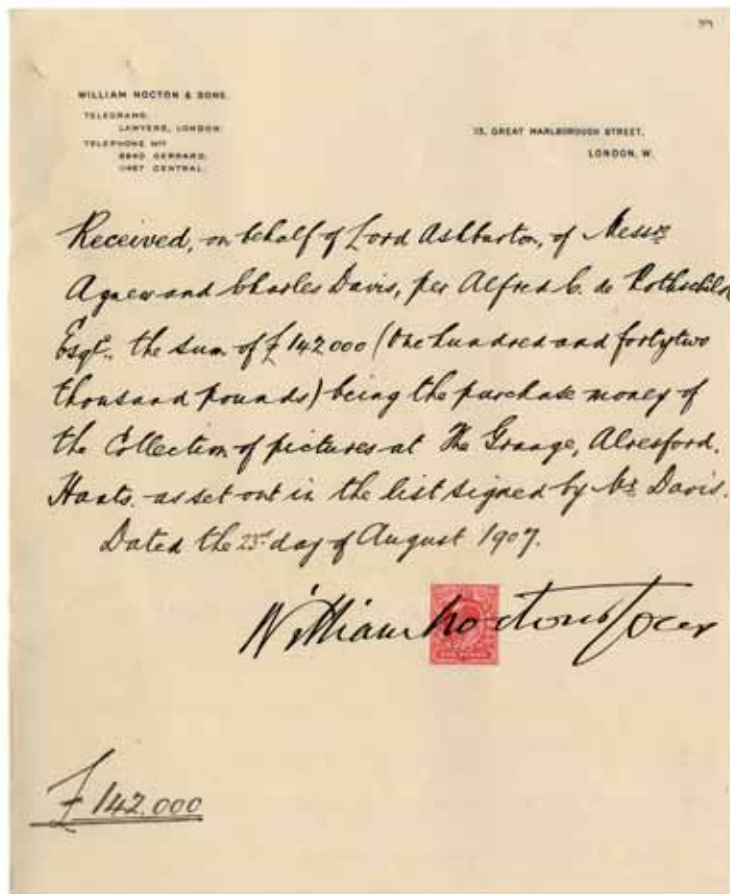 WILLIAM NOCTON & SONS.
TELEGRAMS:
LAWYERS, LONDON.
TELEPHONE Nos
6840 GERRARD.
11467 CENTRAL.
13, GREAT MARLBOROUGH STREET,
LONDON, W.
Received, on behalf of Lord Ashburton, of Messrs
Agnew and Charles Davis, per Alfred C. de Rothschild
Esqr., the sum of £142000 (One hundred and fortytwo
thousand pounds) being the purchase money of
the Collection of pictures at The Grange, Alresford.
Hants. as set out in the list signed by Mr Davis.
Dated the 23rd day of August 1907.
William Nocton & Sons
£142.000